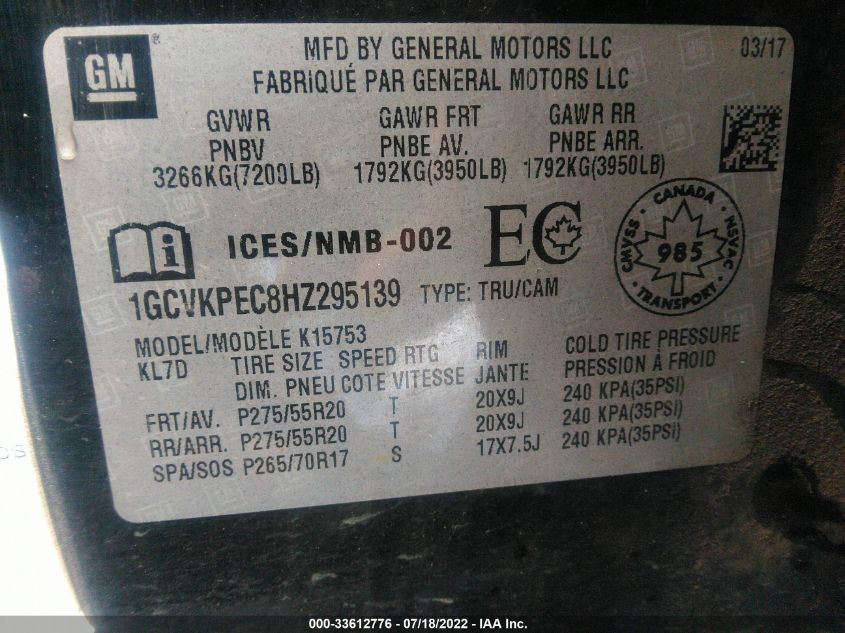 GM
MFD BY GENERAL MOTORS LLC 03/17
FABRIQUÉ PAR GENERAL MOTORS LLC
GVWR GAWR FRT GAWR RR
PNBV PNBE AV. PNBE ARR.
3266KG(7200LB) 1792KG(3950LB) 1792KG(3950LB)
i ICES/NMB-002 EC
CANADA
CMVSS 985 NSVAC
TRANSPORT
1GCVKPEC8HZ295139 TYPE: TRU/CAM
MODEL/MODÈLE K15753
KL7D TIRE SIZE SPEED RTG RIM COLD TIRE PRESSURE
DIM. PNEU COTE VITESSE JANTE PRESSION À FROID
FRT/AV. P275/55R20 T 20X9J 240 KPA(35PSI)
RR/ARR. P275/55R20 T 20X9J 240 KPA(35PSI)
SPA/SOS P265/70R17 S 17X7.5J 240 KPA(35PSI)
000-33612776 - 07/18/2022 - IAA Inc.